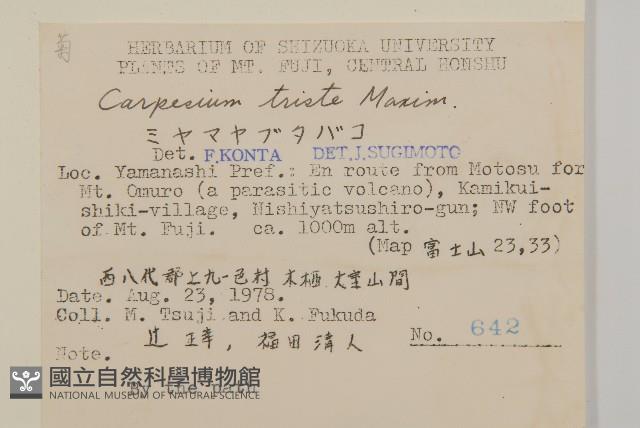 菊
HERBARIUM OF SHIZUOKA UNIVERSITY
PLANTS OF MT. FUJI, CENTRAL HONSHU
Carpesium triste Maxim.
ミヤマヤブタバコ
Det. F. KONTA DET. J. SUGIMOTO
Loc. Yamanashi Pref.: En route from Motosu for
Mt. Omuro (a parasitic volcano), Kamikui-
shiki-village, Nishiyatsushiro-gun; NW foot
of Mt. Fuji. ca. 1000m alt.
(Map 富士山 23,33)
西八代郡上九一色村 本栖 大室山間
Date. Aug. 23, 1978.
Coll. M. Tsuji and K. Fukuda
辻 正幸, 福田 清人
No. 642
Note.
By the path
國立自然科學博物館
NATIONAL MUSEUM OF NATURAL SCIENCE